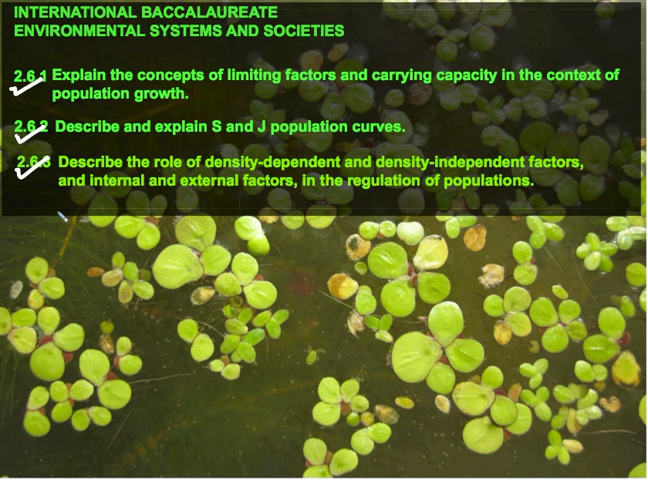 INTERNATIONAL BACCALAUREATE
ENVIRONMENTAL SYSTEMS AND SOCIETIES
2.6.1 Explain the concepts of limiting factors and carrying capacity in the context of
population growth.
2.6.2 Describe and explain S and J population curves.
2.6.3 Describe the role of density-dependent and density-independent factors,
and internal and external factors, in the regulation of populations.